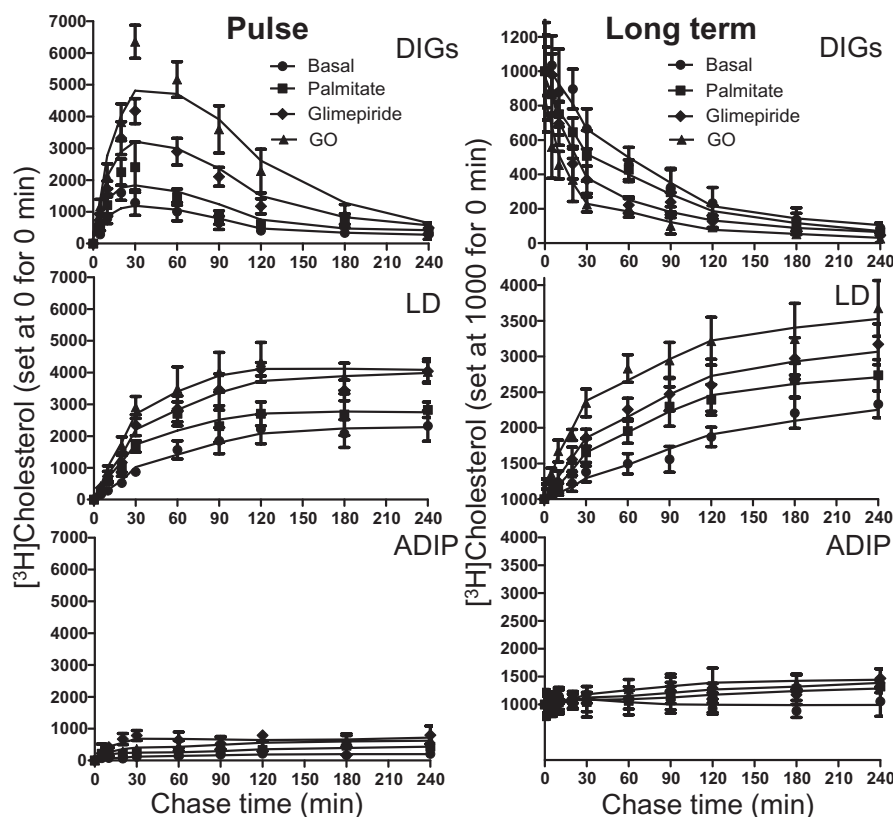 Pulse
DIGs
Basal
Palmitate
Glimepiride
GO
7000
6000
5000
4000
3000
2000
1000
0
0 30 60 90 120 150 180 210 240
LD
7000
6000
5000
4000
3000
2000
1000
0
0 30 60 90 120 150 180 210 240
ADIP
7000
6000
5000
4000
3000
2000
1000
0
0 30 60 90 120 150 180 210 240
Chase time (min)
[³H]Cholesterol (set at 0 for 0 min)
Long term
DIGs
Basal
Palmitate
Glimepiride
GO
1200
1000
800
600
400
200
0
0 30 60 90 120 150 180 210 240
LD
4000
3500
3000
2500
2000
1500
1000
0 30 60 90 120 150 180 210 240
ADIP
4000
3500
3000
2500
2000
1500
1000
0
0 30 60 90 120 150 180 210 240
Chase time (min)
[³H]Cholesterol (set at 1000 for 0 min)